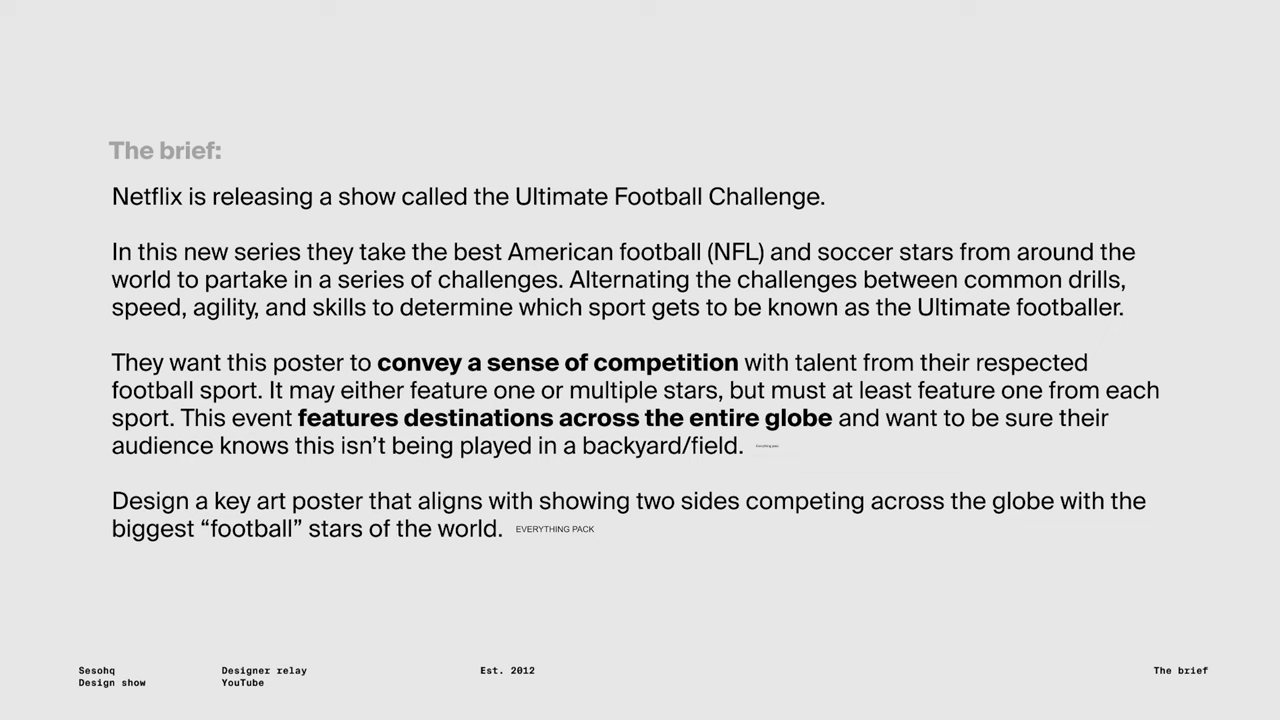 The brief:
Netflix is releasing a show called the Ultimate Football Challenge.
In this new series they take the best American football (NFL) and soccer stars from around the
world to partake in a series of challenges. Alternating the challenges between common drills,
speed, agility, and skills to determine which sport gets to be known as the Ultimate footballer.
They want this poster to convey a sense of competition with talent from their respected
football sport. It may either feature one or multiple stars, but must at least feature one from each
sport. This event features destinations across the entire globe and want to be sure their
audience knows this isn’t being played in a backyard/field.
Design a key art poster that aligns with showing two sides competing across the globe with the
biggest “football” stars of the world. EVERYTHING PACK
Sesohq
Design show
Designer relay
YouTube
Est. 2012
The brief